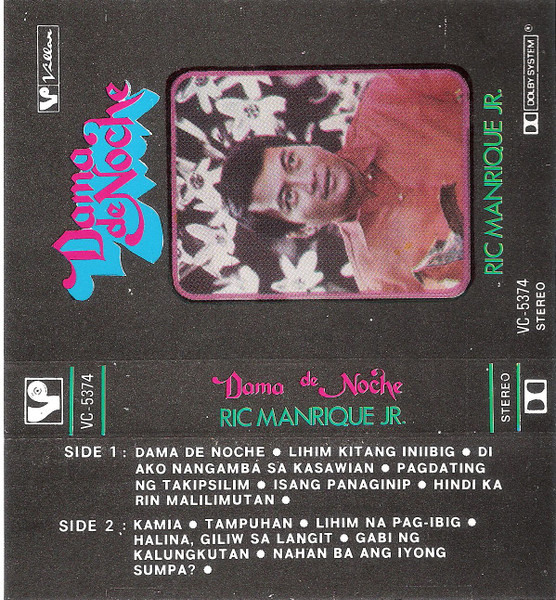 SIDE 1 : DAMA DE NOCHE ● LIHIM KITANG INIIBIG ● DI
AKO NANGAMBA SA KASAWIAN ● PAGDATING
NG TAKIPSILIM ● ISANG PANAGINIP ● HINDI KA
RIN MALILIMUTAN ●
SIDE 2 : KAMIA ● TAMPUHAN ● LIHIM NA PAG-IBIG ●
HALINA, GILIW SA LANGIT ● GABI NG
KALUNGKUTAN ● NAHAN BA ANG IYONG
SUMPA? ●
VC-5374
Dama de Noche
RIC MANRIQUE JR.
STEREO
Villar
Dama
de Noche
RIC MANRIQUE JR.
VC-5374
STEREO
DOLBY SYSTEM ®